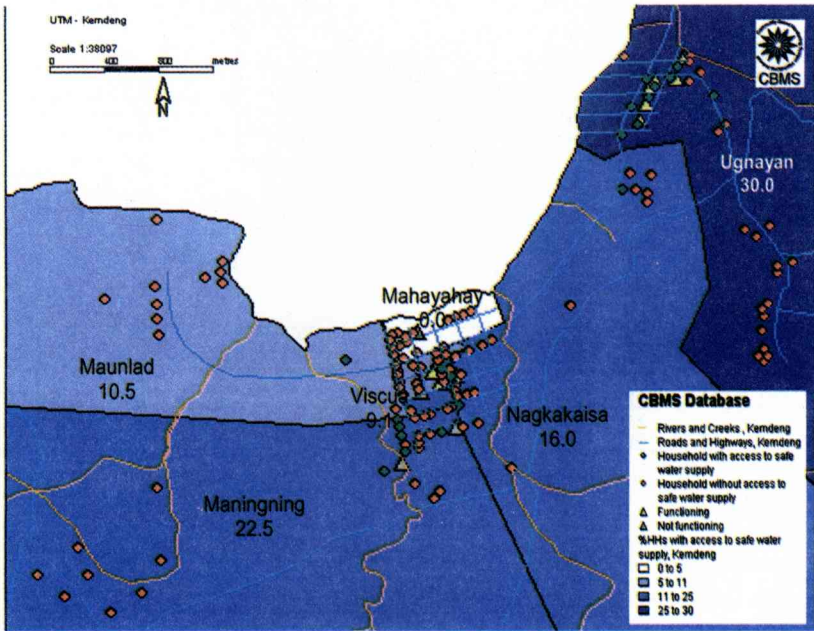 UTM - Kemdeng
Scale 1:38097
0 400 800
metres
N
CBMS
Ugnayan
30.0
Mahayahay
0.0
Maunlad
10.5
Viscua
9.1
Nagkakaisa
16.0
Maningning
22.5
CBMS Database
Rivers and Creeks , Kemdeng
Roads and Highways, Kemdeng
Household with access to safe
water supply
Household without access to
safe water supply
Functioning
Not functioning
%HHs with access to safe water
supply, Kemdeng
0 to 5
5 to 11
11 to 25
25 to 30